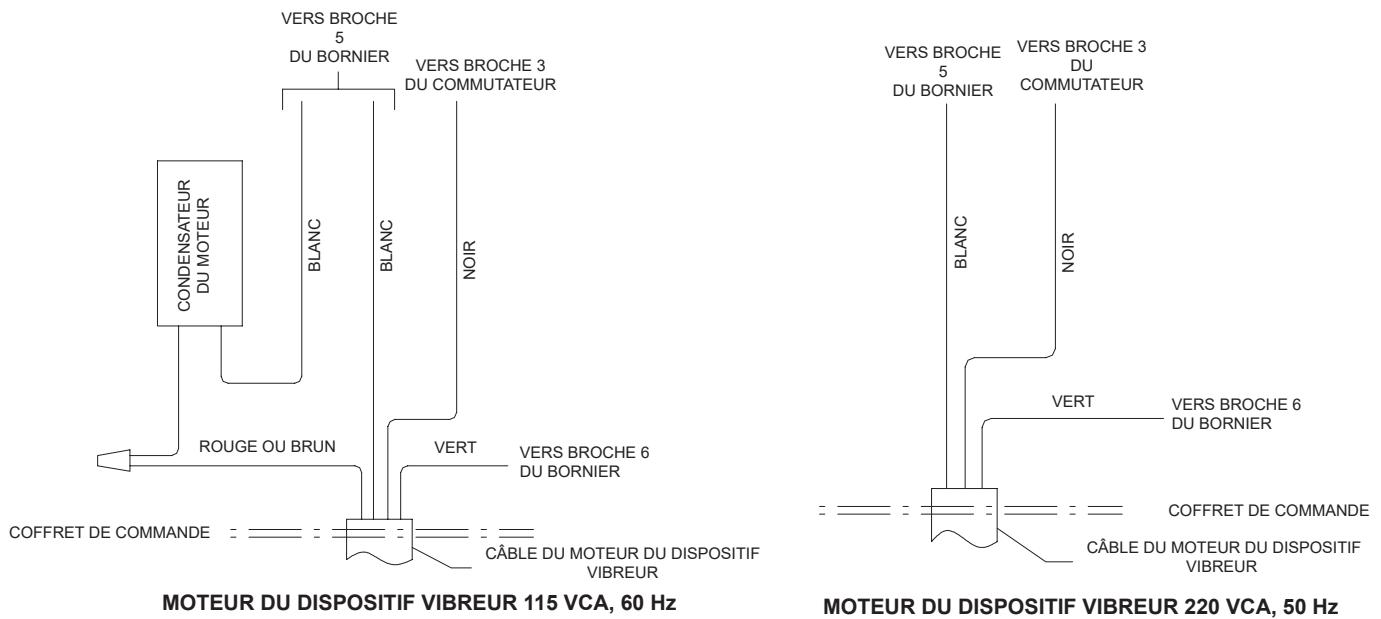 VERS BROCHE
5
DU BORNIER
VERS BROCHE 3
DU COMMUTATEUR
CONDENSATEUR
DU MOTEUR
BLANC
BLANC
NOIR
ROUGE OU BRUN
VERT
VERS BROCHE 6
DU BORNIER
COFFRET DE COMMANDE
CÂBLE DU MOTEUR DU DISPOSITIF
VIBREUR
MOTEUR DU DISPOSITIF VIBREUR 115 VCA, 60 Hz
VERS BROCHE
5
DU BORNIER
VERS BROCHE 3
DU
COMMUTATEUR
BLANC
NOIR
VERT
VERS BROCHE 6
DU BORNIER
COFFRET DE COMMANDE
CÂBLE DU MOTEUR DU DISPOSITIF
VIBREUR
MOTEUR DU DISPOSITIF VIBREUR 220 VCA, 50 Hz